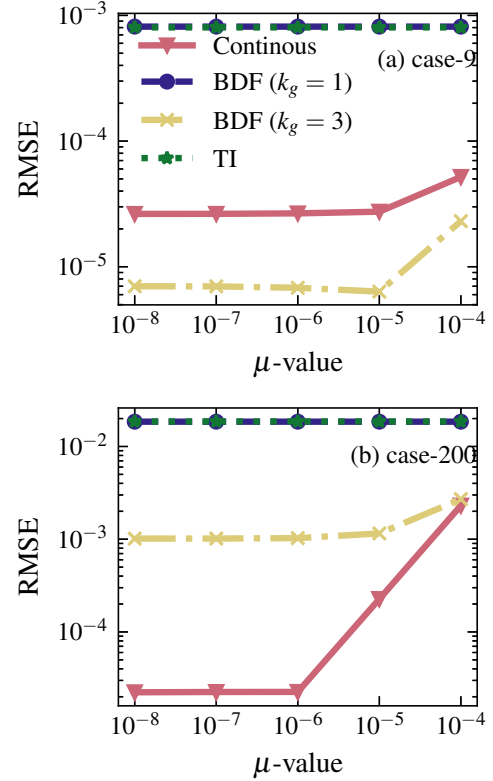 10⁻³
Continous
(a) case-9
BDF (k_g = 1)
10⁻⁴
BDF (k_g = 3)
TI
RMSE
10⁻⁵
10⁻⁸ 10⁻⁷ 10⁻⁶ 10⁻⁵ 10⁻⁴
μ-value
10⁻²
(b) case-200
10⁻³
RMSE
10⁻⁴
10⁻⁸ 10⁻⁷ 10⁻⁶ 10⁻⁵ 10⁻⁴
μ-value